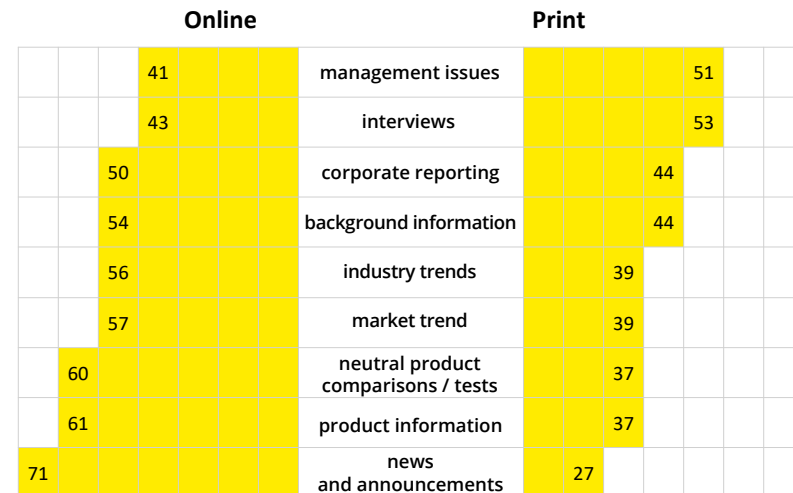 Online Print
41 management issues 51
43 interviews 53
50 corporate reporting 44
54 background information 44
56 industry trends 39
57 market trend 39
60 neutral product
comparisons / tests 37
61 product information 37
71 news
and announcements 27